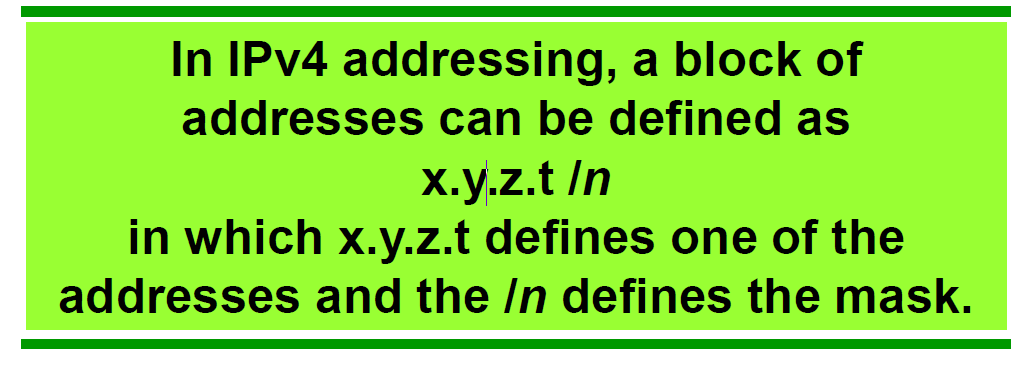 In IPv4 addressing, a block of
addresses can be defined as
x.y.z.t /n
in which x.y.z.t defines one of the
addresses and the /n defines the mask.